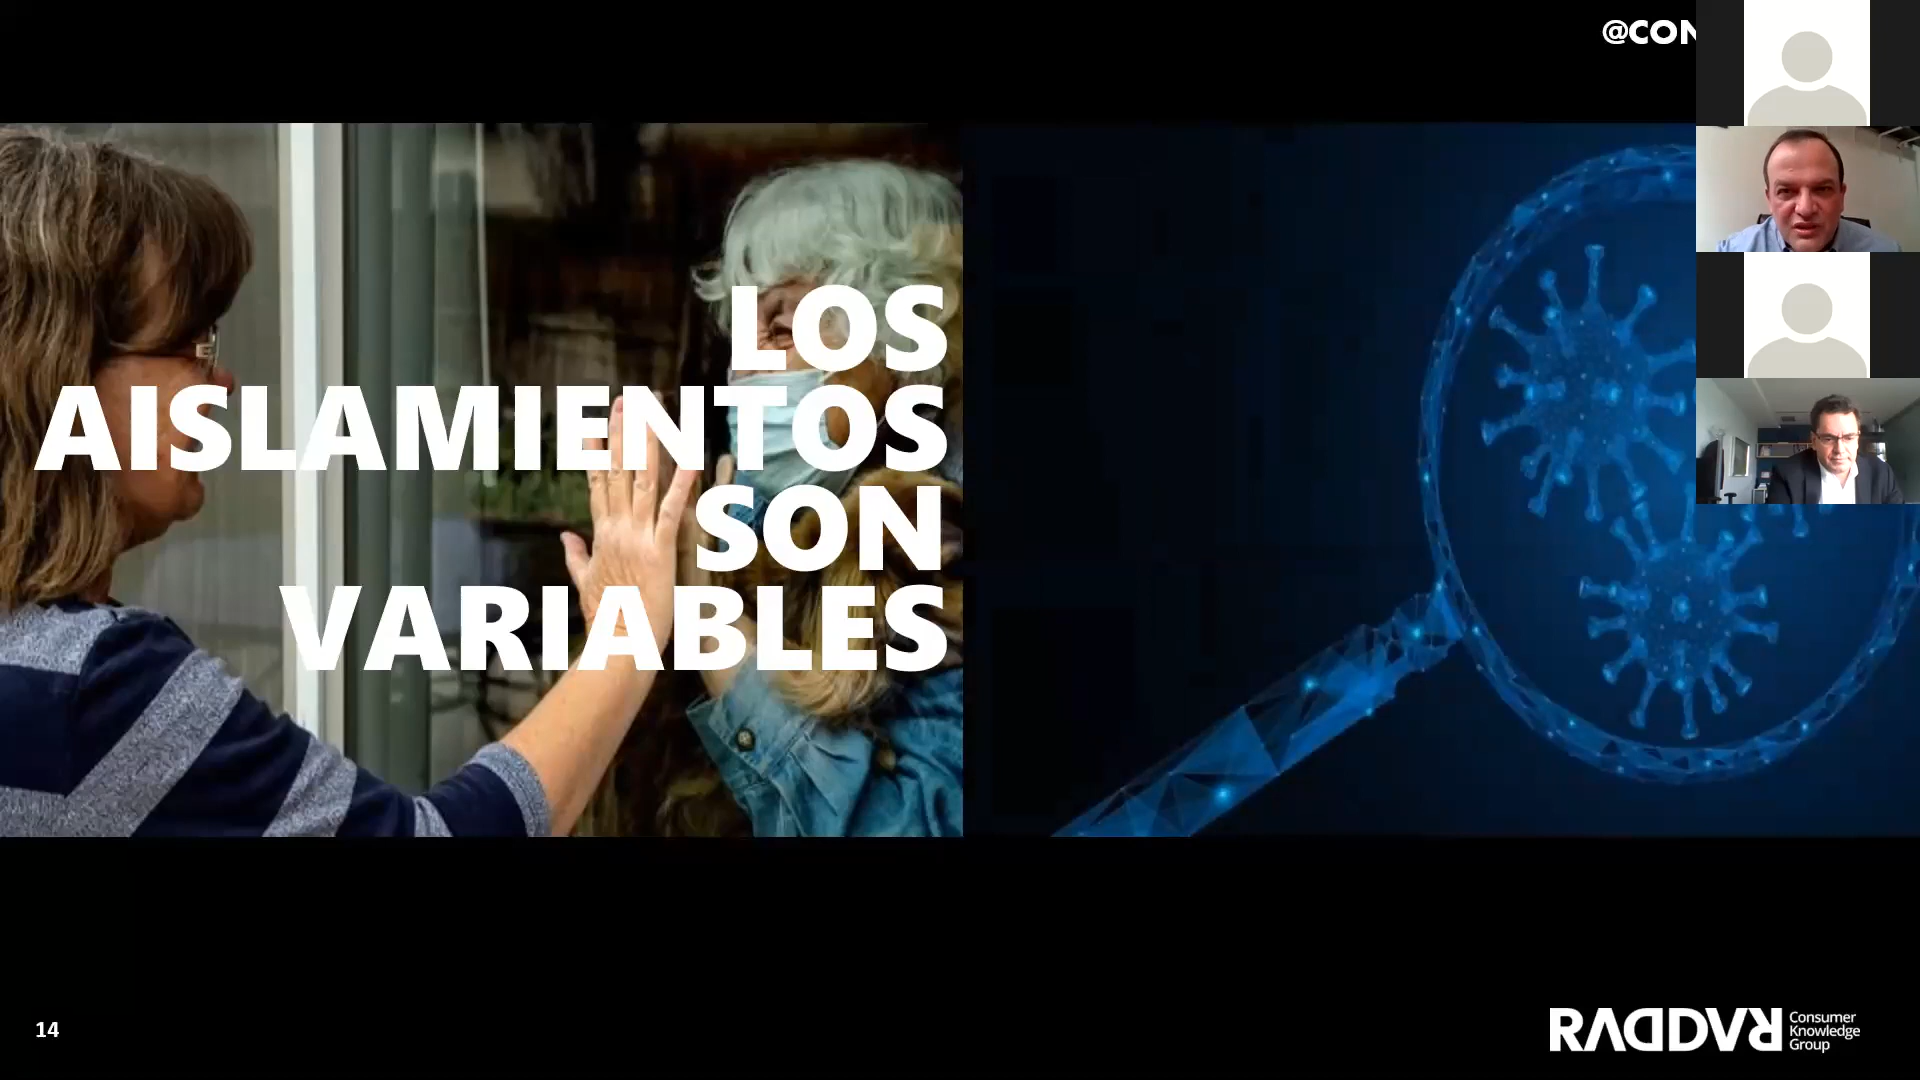 @CON
LOS
AISLAMIENTOS
SON
VARIABLES
14
RADDAR
Consumer
Knowledge
Group